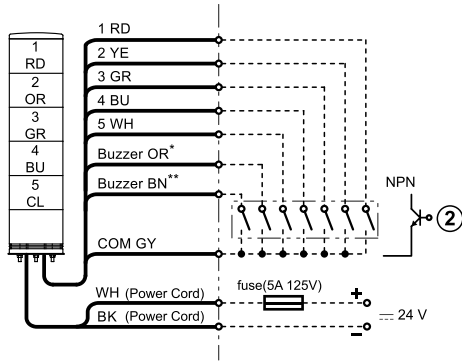 1 RD
2 YE
3 GR
4 BU
5 WH
Buzzer OR*
Buzzer BN**
COM GY
WH (Power Cord)
BK (Power Cord)
1
RD
2
OR
3
GR
4
BU
5
CL
NPN
2
fuse(5A 125V)
+
24 V
−